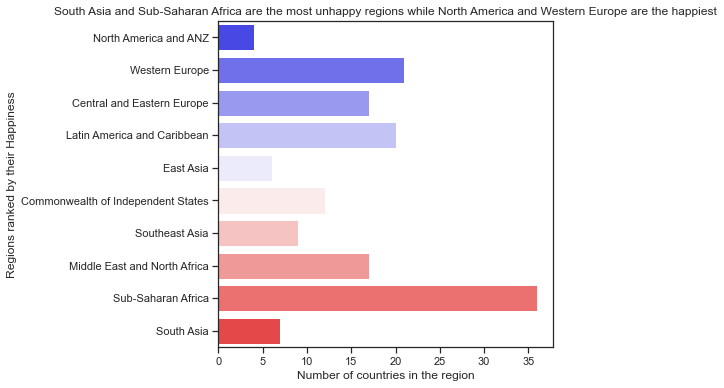 South Asia and Sub-Saharan Africa are the most unhappy regions while North America and Western Europe are the happiest
North America and ANZ
Western Europe
Central and Eastern Europe
Latin America and Caribbean
East Asia
Commonwealth of Independent States
Southeast Asia
Middle East and North Africa
Sub-Saharan Africa
South Asia
Regions ranked by their Happiness
0 5 10 15 20 25 30 35
Number of countries in the region